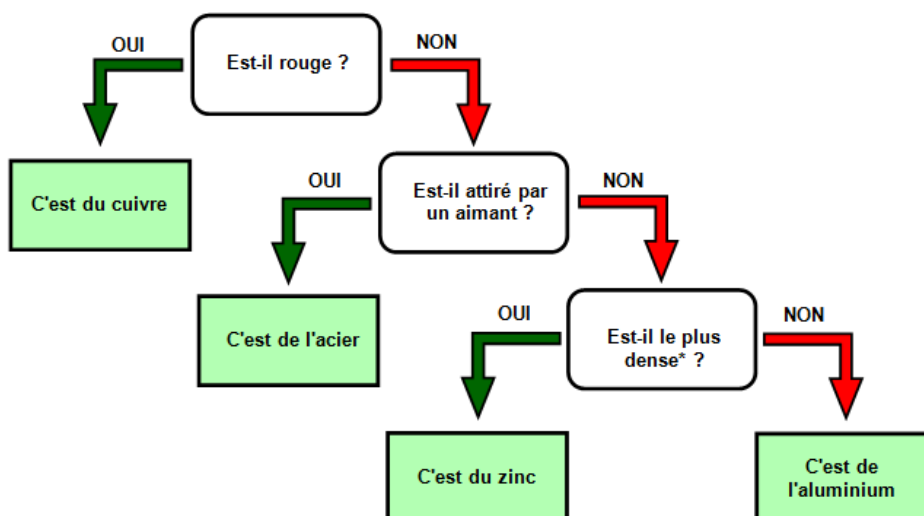 OUI
Est-il rouge ?
NON
C'est du cuivre
OUI
Est-il attiré par
un aimant ?
NON
C'est de l'acier
OUI
Est-il le plus
dense* ?
NON
C'est du zinc
C'est de
l'aluminium